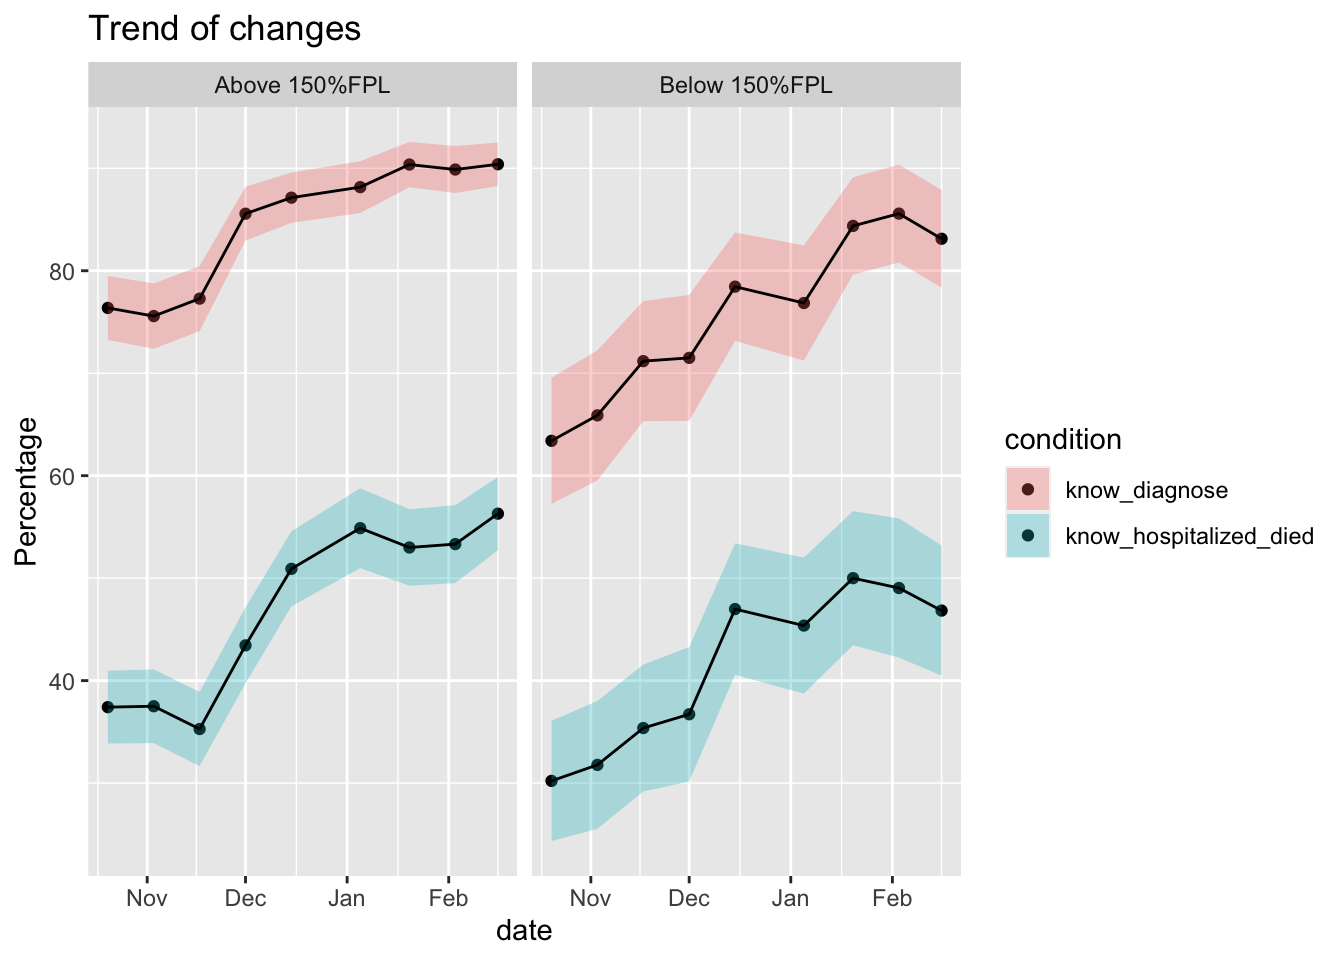 Trend of changes
Above 150%FPL
Below 150%FPL
Percentage
80
60
40
Nov Dec Jan Feb
Nov Dec Jan Feb
date
condition
know_diagnose
know_hospitalized_died